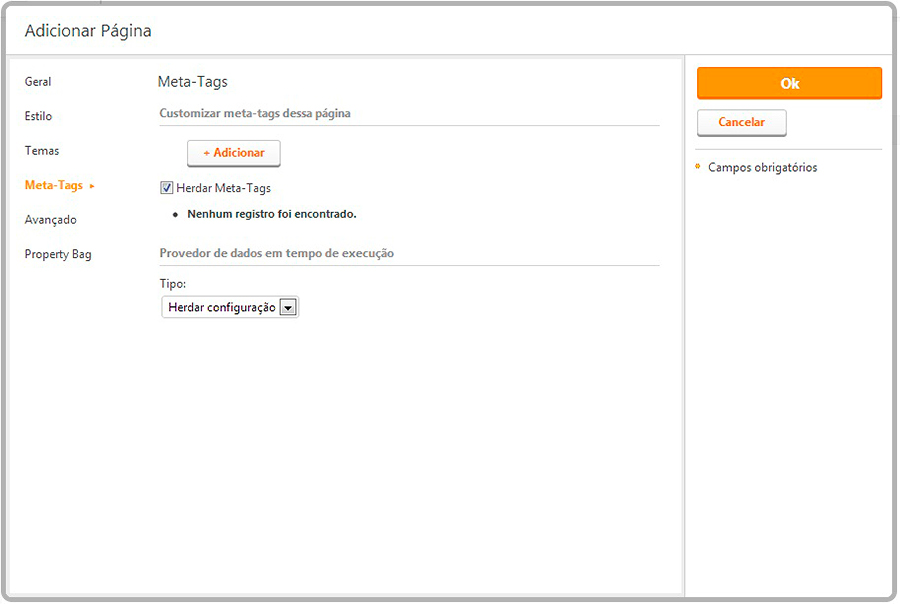 Adicionar Página
Geral
Estilo
Temas
Meta-Tags ▸
Avançado
Property Bag
Meta-Tags
Customizar meta-tags dessa página
+ Adicionar
Herdar Meta-Tags
• Nenhum registro foi encontrado.
Provedor de dados em tempo de execução
Tipo:
Herdar configuração
Ok
Cancelar
Campos obrigatórios